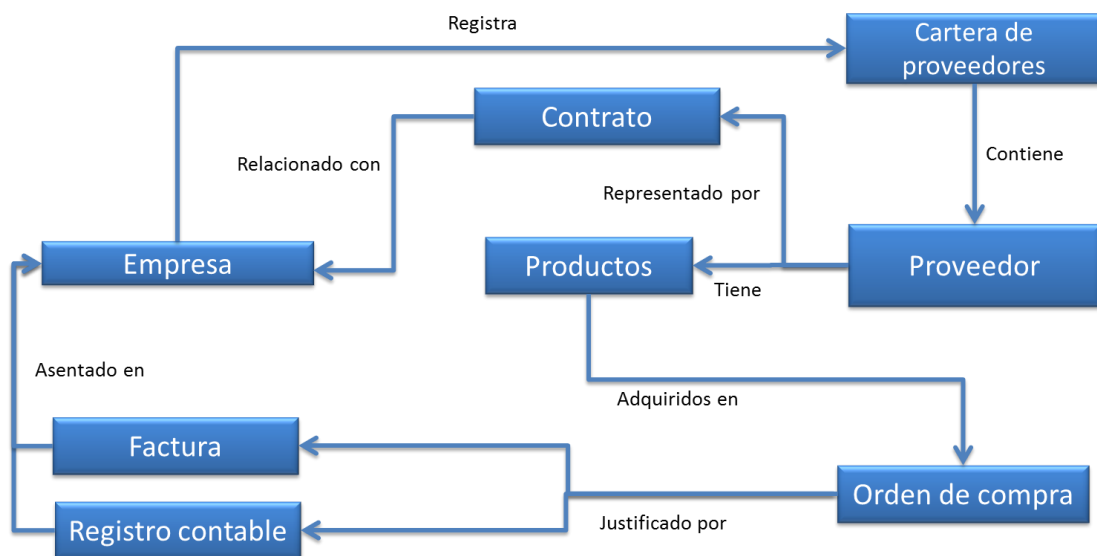 Registra
Cartera de
proveedores
Contrato
Relacionado con
Contiene
Representado por
Empresa
Productos
Proveedor
Tiene
Asentado en
Adquiridos en
Factura
Orden de compra
Registro contable
Justificado por